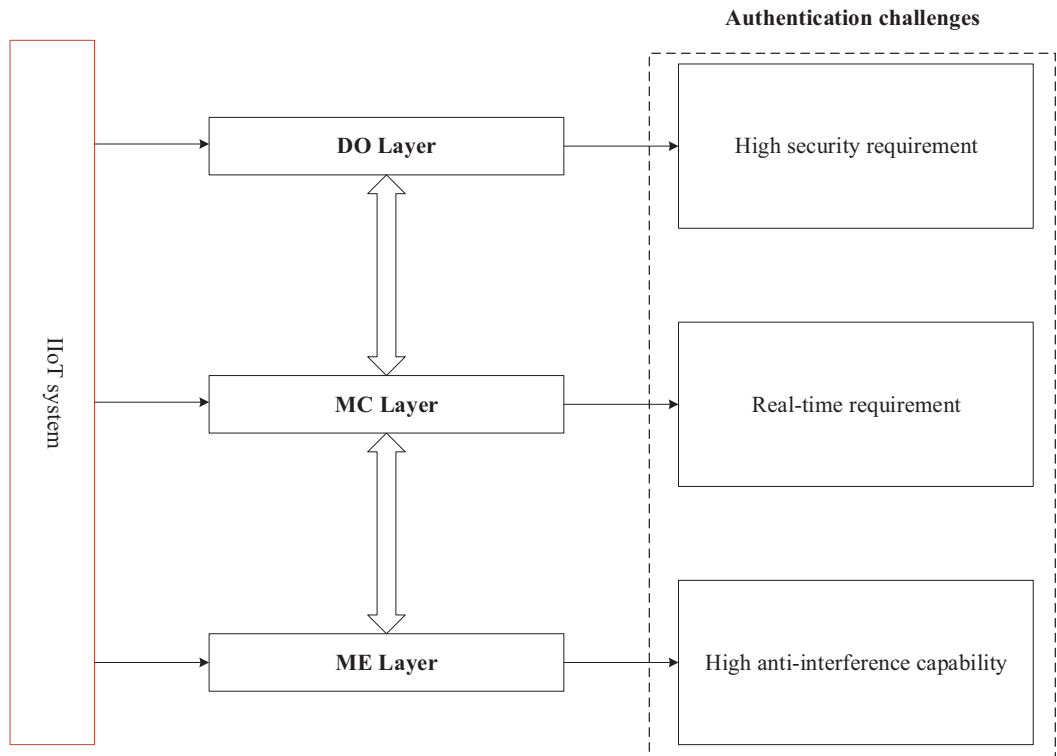 Authentication challenges
DO Layer
High security requirement
IIoT system
MC Layer
Real-time requirement
ME Layer
High anti-interference capability